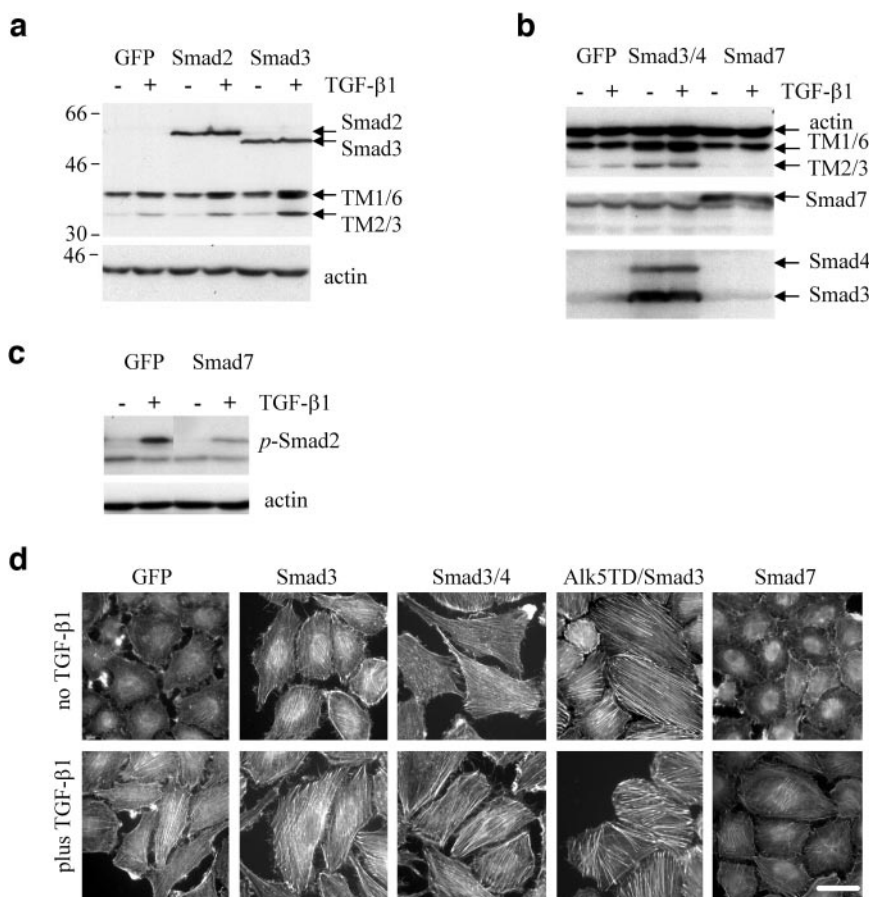 a
GFP Smad2 Smad3
- + - + - + TGF-β1
66
Smad2
Smad3
46
TM1/6
TM2/3
30
46
actin
b
GFP Smad3/4 Smad7
- + - + - + TGF-β1
actin
TM1/6
TM2/3
Smad7
Smad4
Smad3
c
GFP Smad7
- + - + TGF-β1
p-Smad2
actin
d
GFP Smad3 Smad3/4 Alk5TD/Smad3 Smad7
no TGF-β1
plus TGF-β1